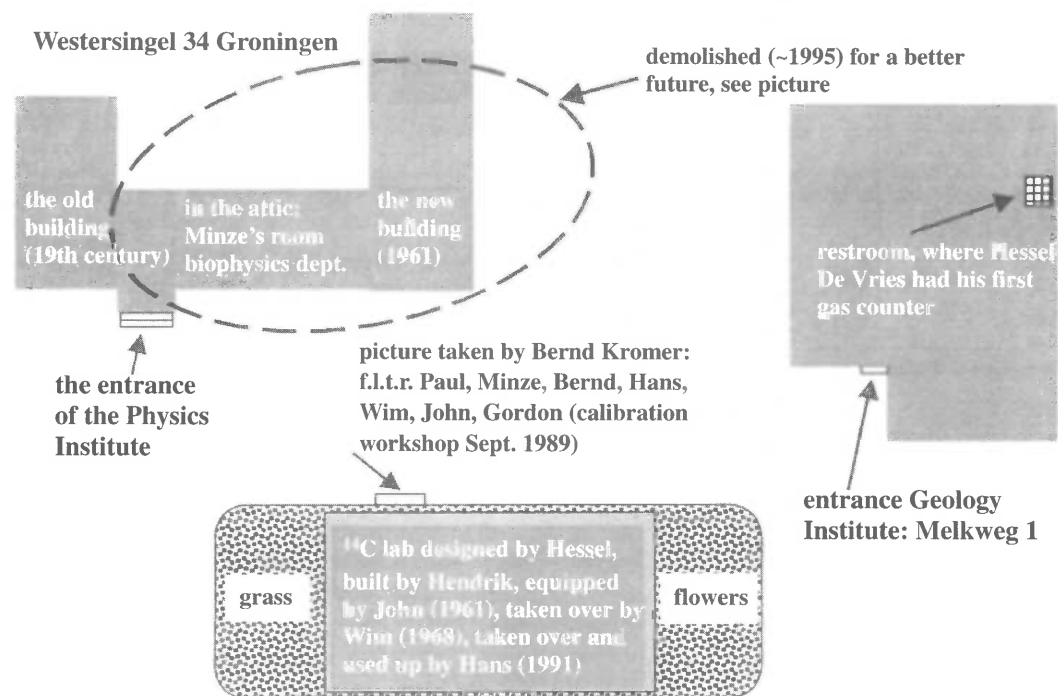 Westersingel 34 Groningen
demolished (~1995) for a better
future, see picture
the old
building
(19th century)
in the attic:
Minze's room
biophysics dept.
the new
building
(1961)
restroom, where Hessel
De Vries had his first
gas counter
the entrance
of the Physics
Institute
picture taken by Bernd Kromer:
f.l.t.r. Paul, Minze, Bernd, Hans,
Wim, John, Gordon (calibration
workshop Sept. 1989)
entrance Geology
Institute: Melkweg 1
grass
¹⁴C lab designed by Hessel,
built by Hendrik, equipped
by John (1961), taken over by
Wim (1968), taken over and
used up by Hans (1991)
flowers